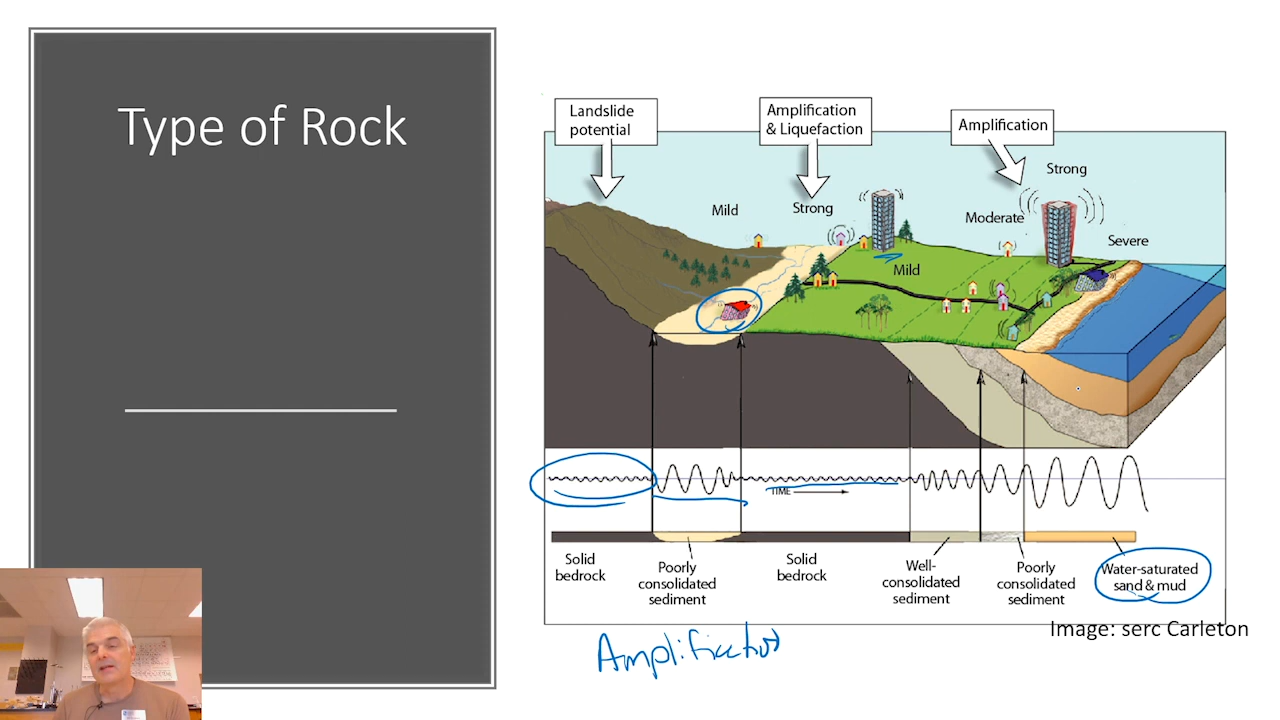 Type of Rock
Landslide
potential
Amplification
& Liquefaction
Amplification
Strong
Mild
Strong
Moderate
Severe
Mild
TIME
Solid
bedrock
Poorly
consolidated
sediment
Solid
bedrock
Well-
consolidated
sediment
Poorly
consolidated
sediment
Water-saturated
sand & mud
Image: serc Carleton
Amplification